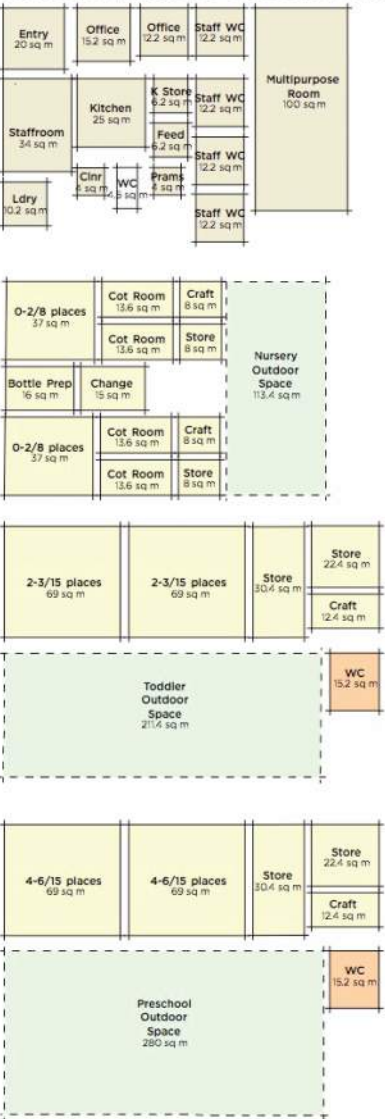 Entry
20 sq m
Office
15.2 sq m
Office
12.2 sq m
Staff WC
12.2 sq m
Multipurpose
Room
100 sq m
Staffroom
34 sq m
Kitchen
25 sq m
K Store
6.2 sq m
Staff WC
12.2 sq m
Feed
6.2 sq m
Staff WC
12.2 sq m
Clnr
4 sq m
WC
4.5 sq m
Prams
4 sq m
Ldry
10.2 sq m
Staff WC
12.2 sq m
0-2/8 places
37 sq m
Cot Room
13.6 sq m
Craft
8 sq m
Cot Room
13.6 sq m
Store
8 sq m
Nursery
Outdoor
Space
113.4 sq m
Bottle Prep
16 sq m
Change
15 sq m
0-2/8 places
37 sq m
Cot Room
13.6 sq m
Craft
8 sq m
Cot Room
13.6 sq m
Store
8 sq m
2-3/15 places
69 sq m
2-3/15 places
69 sq m
Store
30.4 sq m
Store
22.4 sq m
Craft
12.4 sq m
Toddler
Outdoor
Space
211.4 sq m
WC
15.2 sq m
4-6/15 places
69 sq m
4-6/15 places
69 sq m
Store
30.4 sq m
Store
22.4 sq m
Craft
12.4 sq m
Preschool
Outdoor
Space
280 sq m
WC
15.2 sq m